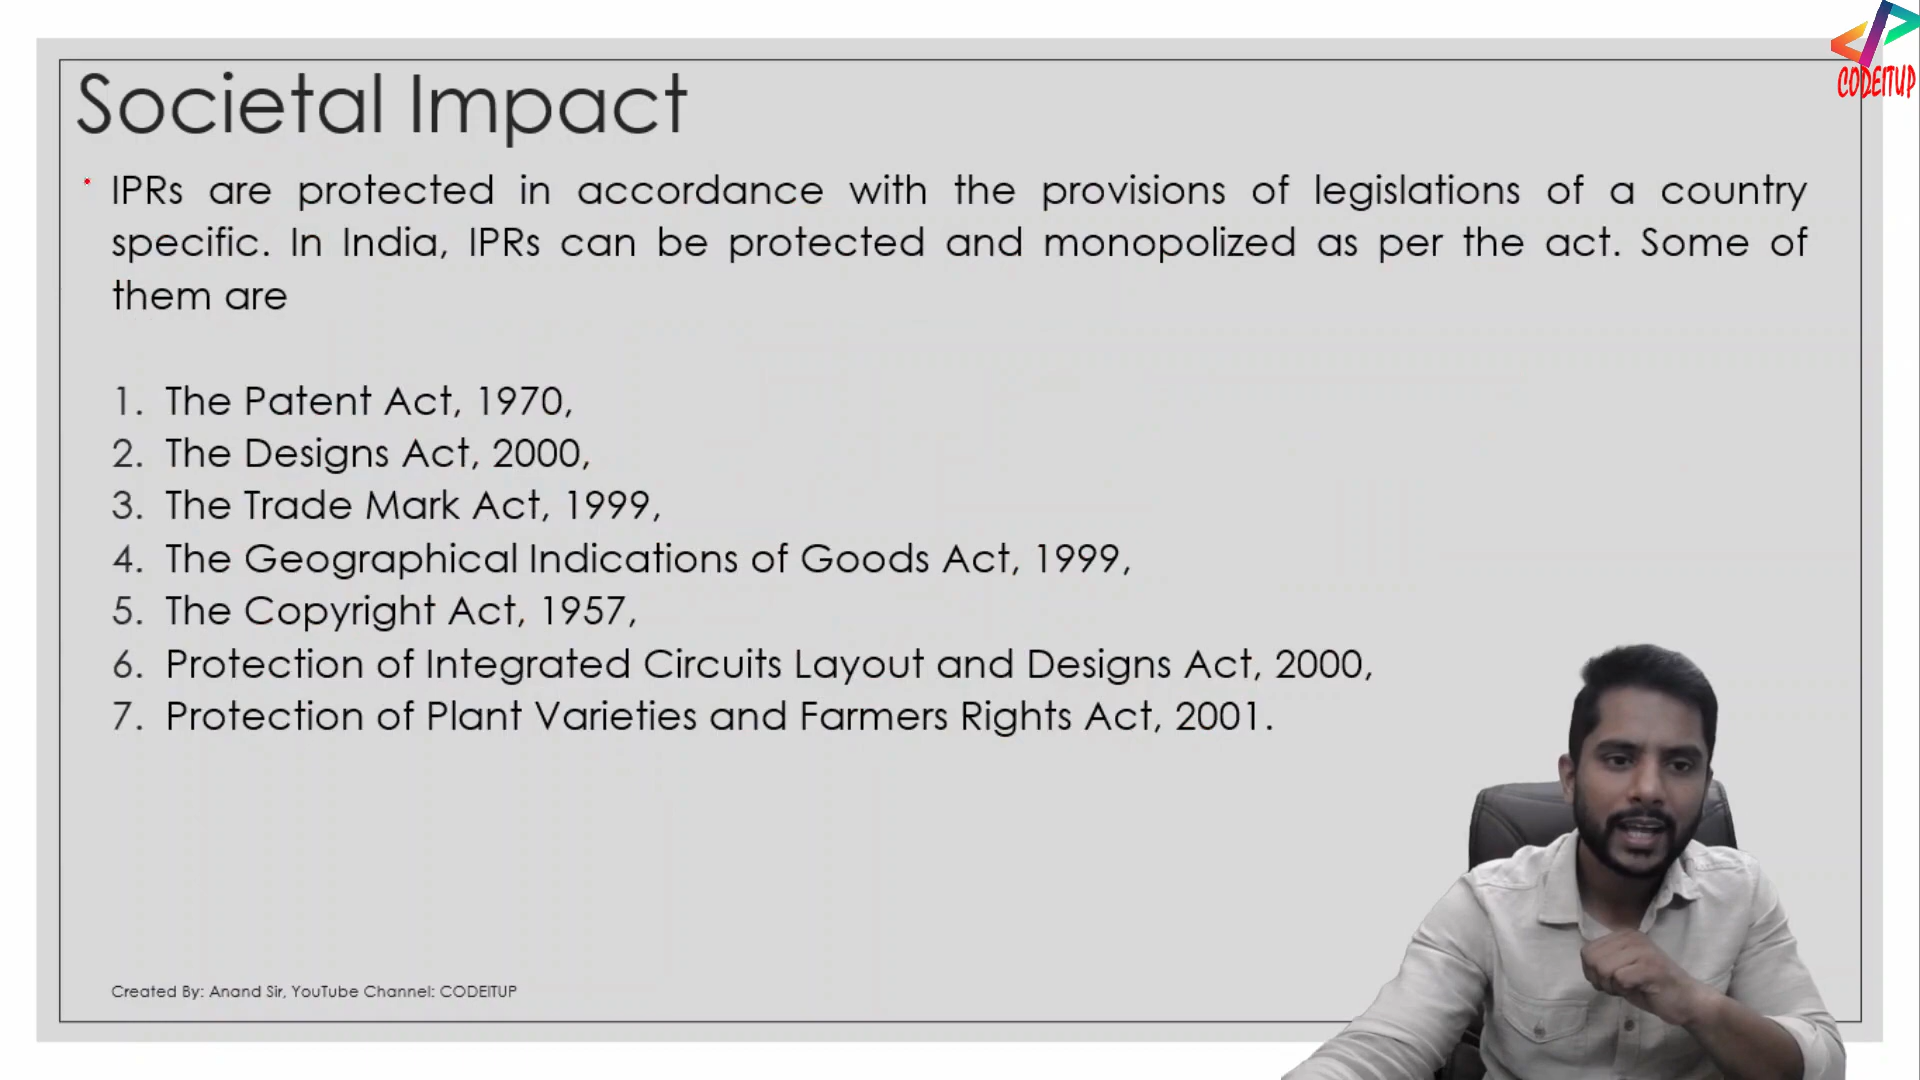 CODEITUP
Societal Impact
IPRs are protected in accordance with the provisions of legislations of a country
specific. In India, IPRs can be protected and monopolized as per the act. Some of
them are
1. The Patent Act, 1970,
2. The Designs Act, 2000,
3. The Trade Mark Act, 1999,
4. The Geographical Indications of Goods Act, 1999,
5. The Copyright Act, 1957,
6. Protection of Integrated Circuits Layout and Designs Act, 2000,
7. Protection of Plant Varieties and Farmers Rights Act, 2001.
Created By: Anand Sir, YouTube Channel: CODEITUP